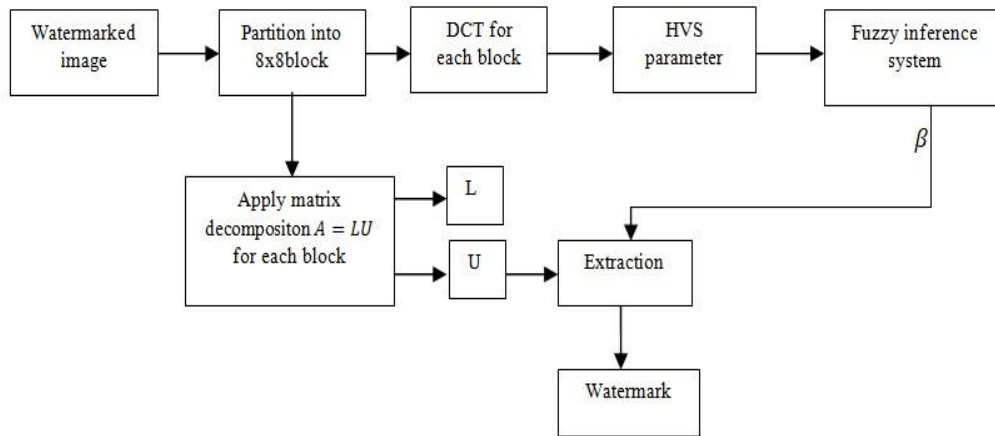 Watermarked
image
Partition into
8x8block
DCT for
each block
HVS
parameter
Fuzzy inference
system
β
Apply matrix
decompositon A = LU
for each block
L
U
Extraction
Watermark